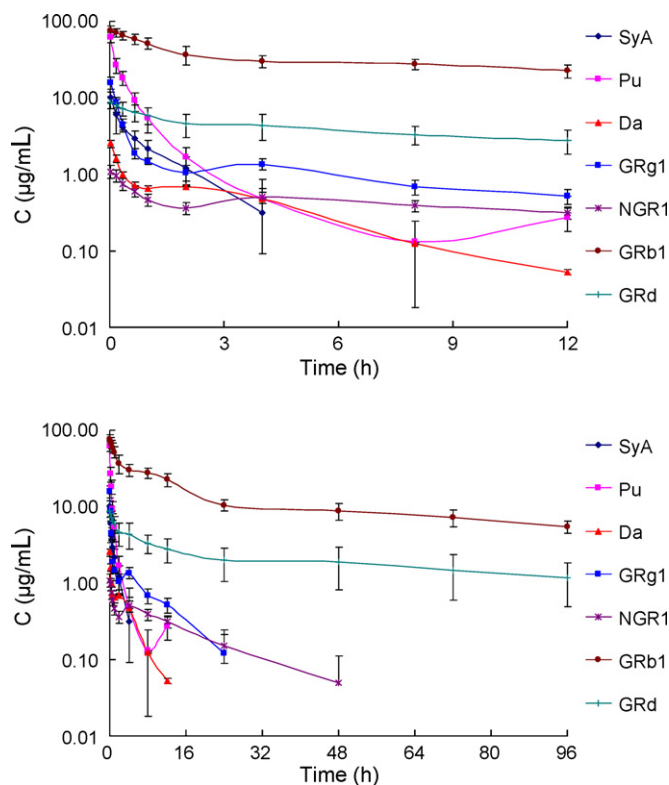 100.00
10.00
1.00
0.10
0.01
C (µg/mL)
0
3
6
9
12
Time (h)
SyA
Pu
Da
GRg1
NGR1
GRb1
GRd
100.00
10.00
1.00
0.10
0.01
C (µg/mL)
0
16
32
48
64
80
96
Time (h)
SyA
Pu
Da
GRg1
NGR1
GRb1
GRd